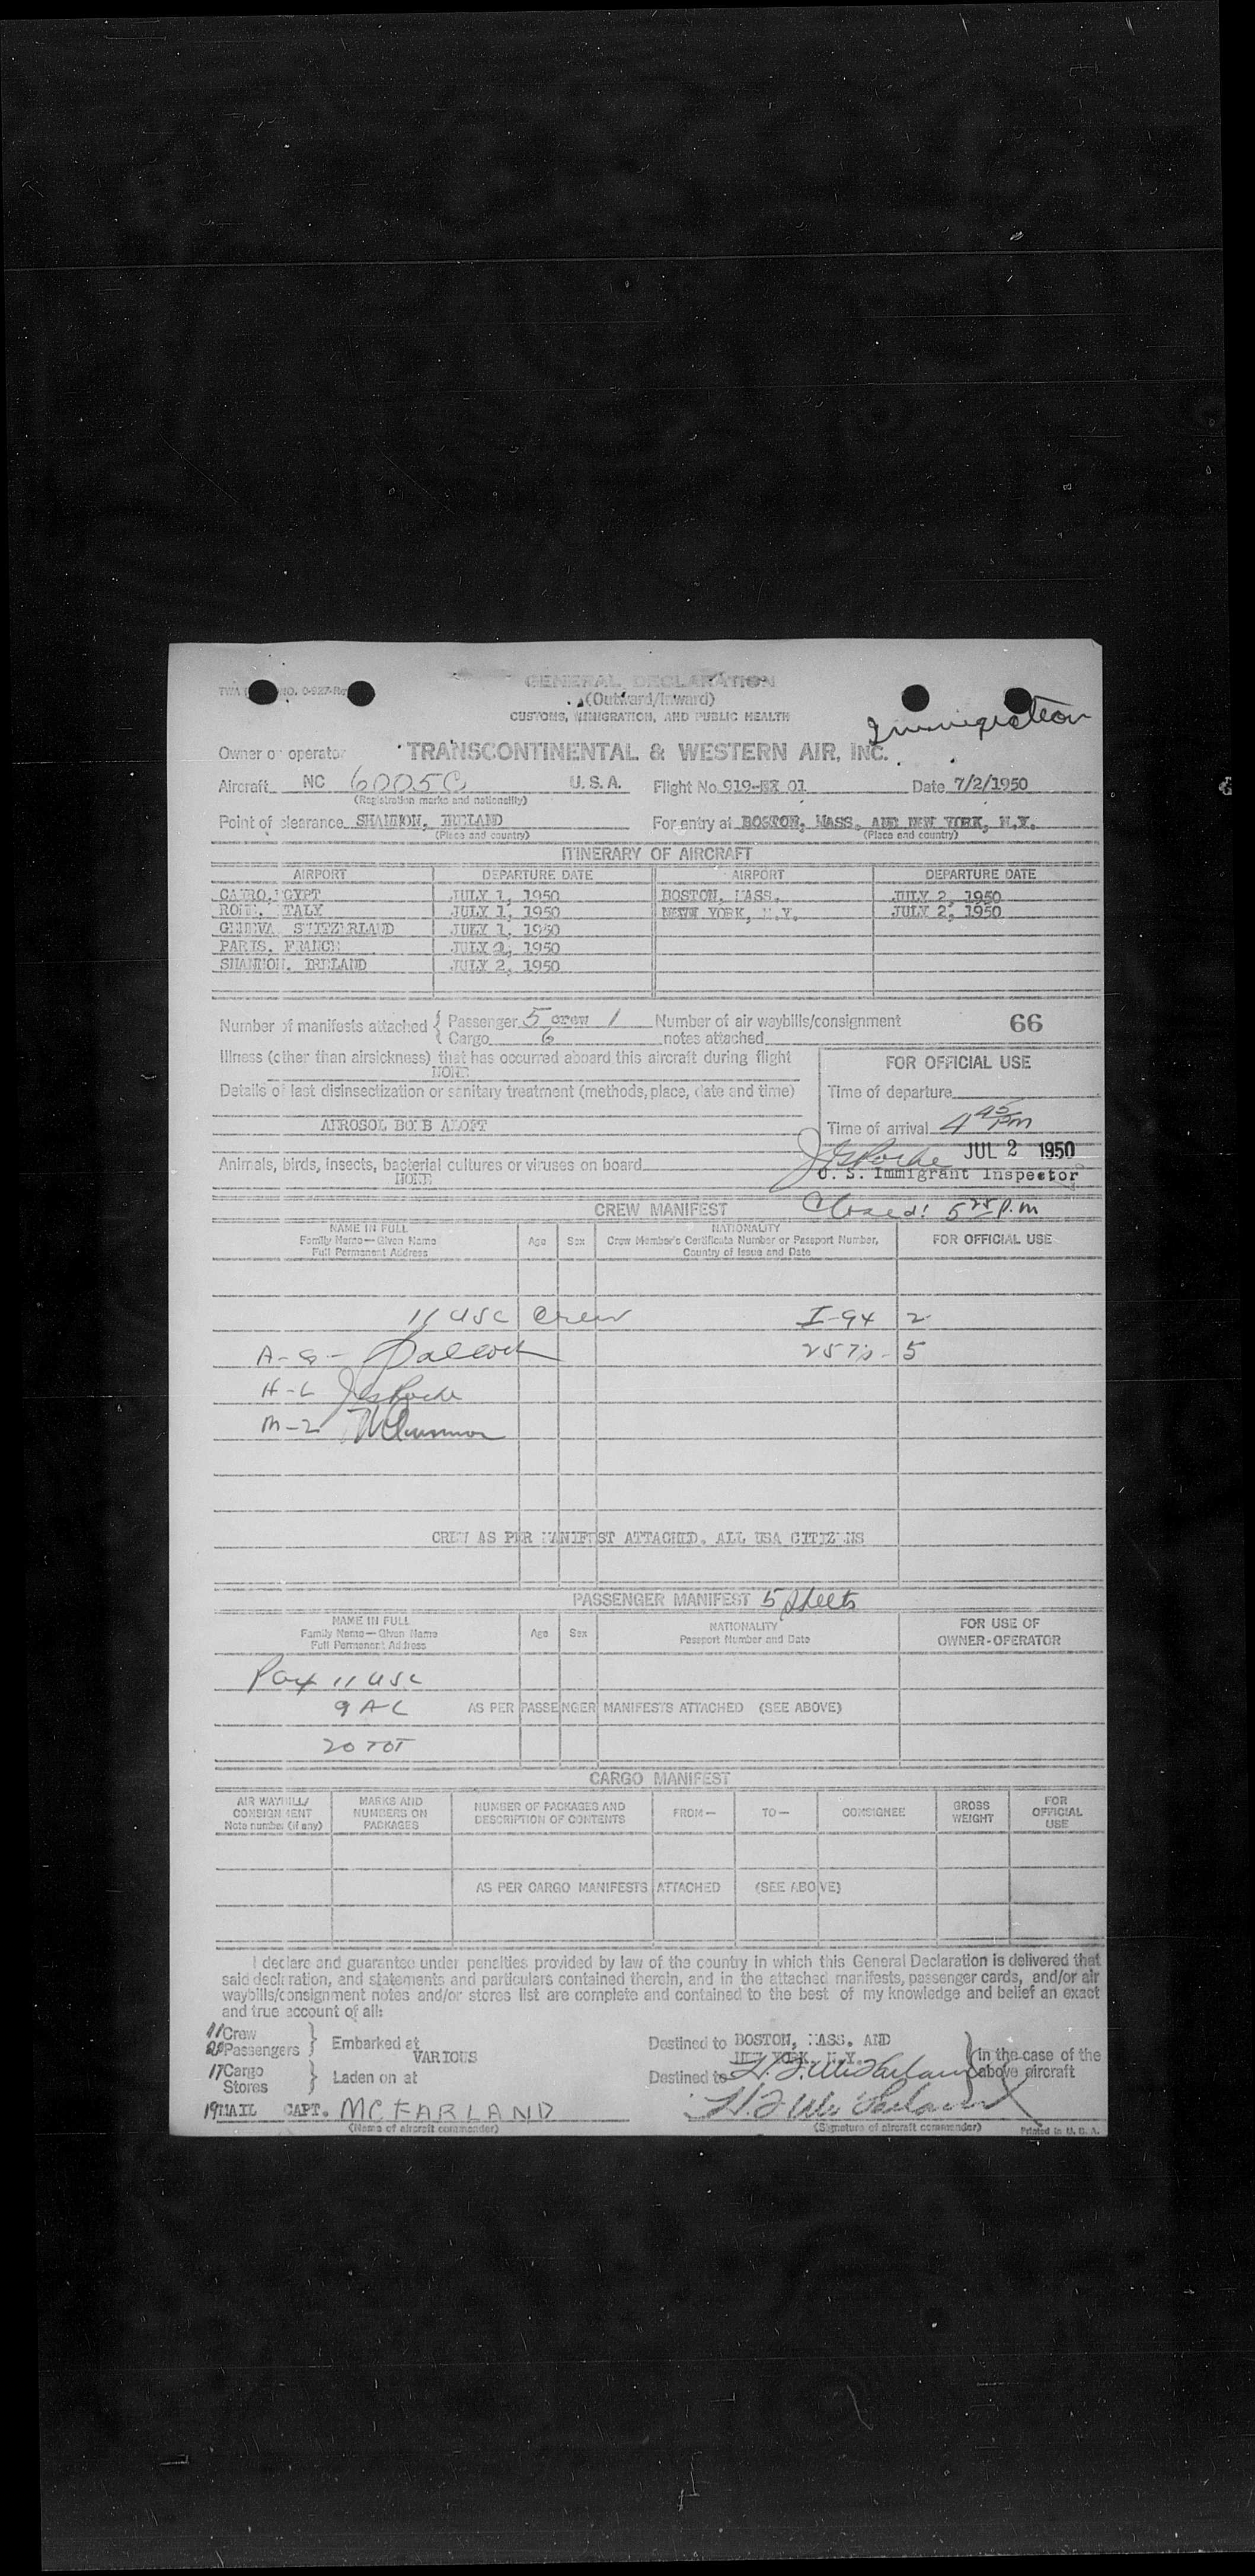 GENERAL DECLARATION
(Outward/Inward)
CUSTOMS, IMMIGRATION, AND PUBLIC HEALTH
Immigration
Owner or operator TRANSCONTINENTAL & WESTERN AIR, INC.
Aircraft NC 6005C U.S.A. Flight No 919-EX 01 Date 7/2/1950
(Registration marks and nationality)
Point of clearance SHANNON, IRELAND For entry at BOSTON, MASS. AND NEW YORK, N.Y.
(Place and country) (Place and country)
ITINERARY OF AIRCRAFT
AIRPORT DEPARTURE DATE AIRPORT DEPARTURE DATE
CAIRO, EGYPT JULY 1, 1950 BOSTON, MASS. JULY 2, 1950
ROME, ITALY JULY 1, 1950 NEW YORK, N.Y. JULY 2, 1950
GENEVA SWITZERLAND JULY 1, 1950
PARIS, FRANCE JULY 1, 1950
SHANNON, IRELAND JULY 2, 1950
Number of manifests attached { Passenger 5 crew 1 Number of air waybills/consignment 66
{ Cargo 6 notes attached
Illness (other than airsickness) that has occurred aboard this aircraft during flight
NONE
FOR OFFICIAL USE
Details of last disinsectization or sanitary treatment (methods, place, date and time)
Time of departure
AEROSOL BOMB ALOFT
Time of arrival 4 45 PM
JUL 2 1950
Animals, birds, insects, bacterial cultures or viruses on board
NONE
U. S. Immigrant Inspector
CREW MANIFEST Closed: 5 25 P.M
NAME IN FULL NATIONALITY
Family Name—Given Name Age Sex Crew Member's Certificate Number or Passport Number, FOR OFFICIAL USE
Full Permanent Address Country of Issue and Date
11 USC Crew I-94 2
A-G- 257 - 5
H-L
M-Z
CREW AS PER MANIFEST ATTACHED. ALL USA CITIZENS
PASSENGER MANIFEST 5 sheets
NAME IN FULL NATIONALITY FOR USE OF
Family Name—Given Name Age Sex Passport Number and Date OWNER-OPERATOR
Full Permanent Address
Pax 11 USC
9 A-L AS PER PASSENGER MANIFESTS ATTACHED (SEE ABOVE)
20 TOT
CARGO MANIFEST
AIR WAYBILL/ MARKS AND NUMBER OF PACKAGES AND FROM— TO— CONSIGNEE GROSS FOR
CONSIGNMENT NUMBERS ON DESCRIPTION OF CONTENTS WEIGHT OFFICIAL
Note number (if any) PACKAGES USE
AS PER CARGO MANIFESTS ATTACHED (SEE ABOVE)
I declare and guarantee under penalties provided by law of the country in which this General Declaration is delivered that
said declaration, and statements and particulars contained therein, and in the attached manifests, passenger cards, and/or air
waybills/consignment notes and/or stores list are complete and contained to the best of my knowledge and belief an exact
and true account of all:
11 Crew
20 Passengers } Embarked at VARIOUS Destined to BOSTON, MASS. AND NEW YORK, N.Y. } in the case of the
17 Cargo
Stores } Laden on at Destined to above aircraft
19 MAIL CAPT. MCFARLAND H. F. McFarland
(Name of aircraft commander) (Signature of aircraft commander) Printed in U. S. A.